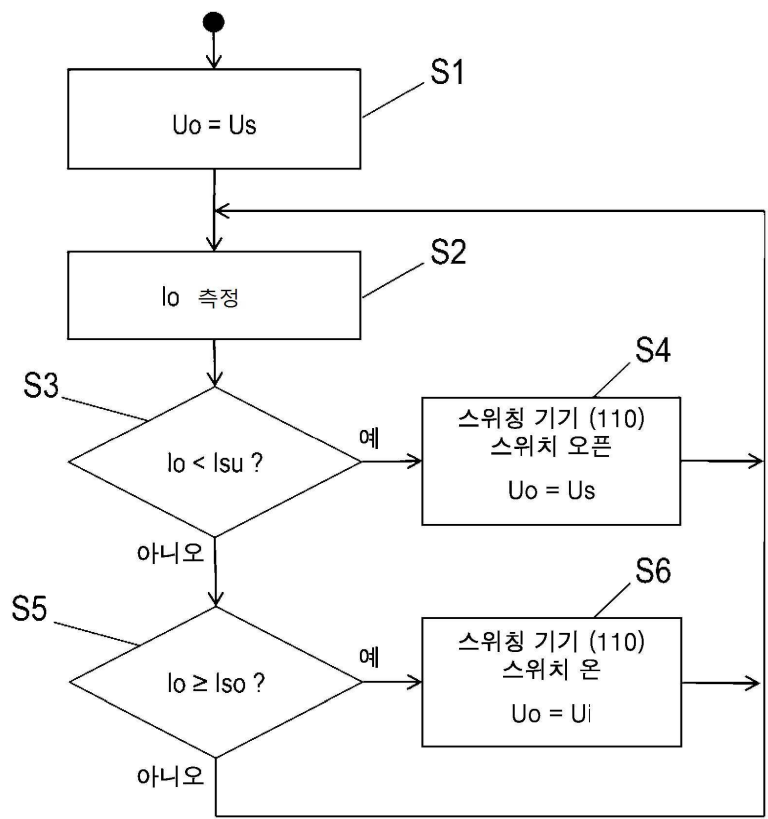 S1
Uo = Us
S2
Io 측정
S3
Io < Isu ?
예
S4
스위칭 기기 (110)
스위치 오픈
Uo = Us
아니오
S5
Io ≥ Iso ?
예
S6
스위칭 기기 (110)
스위치 온
Uo = Ui
아니오